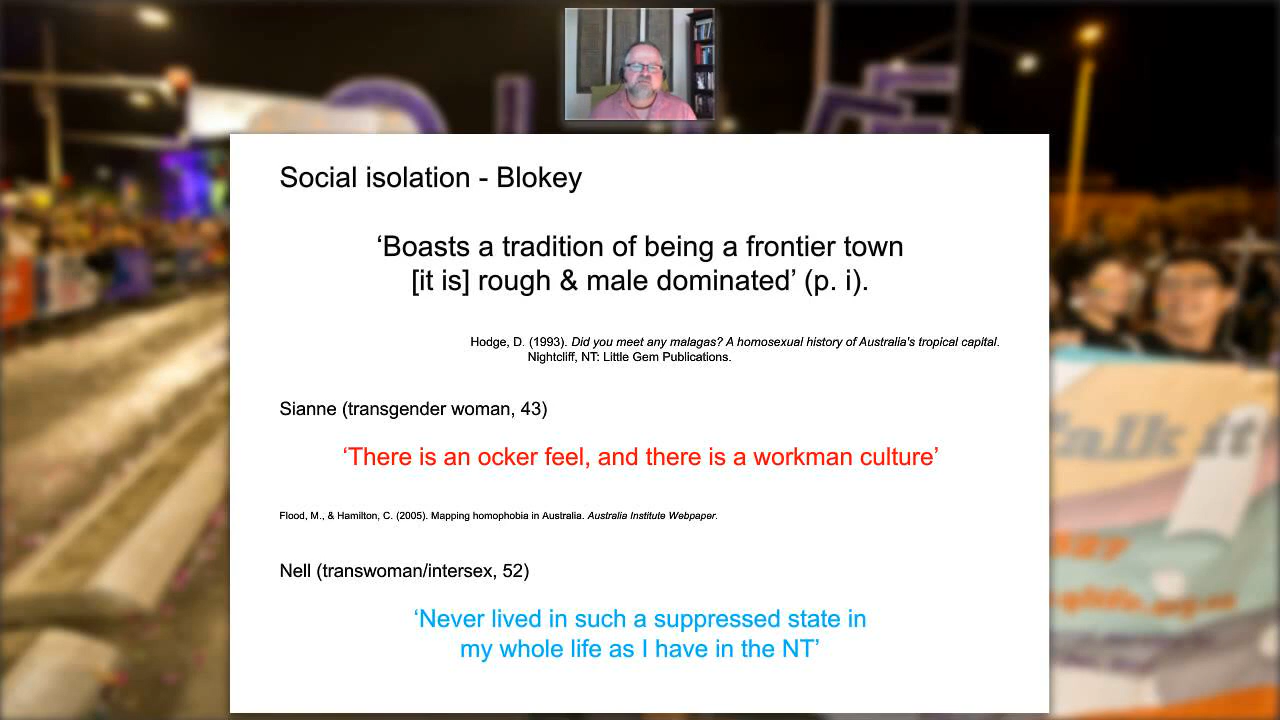 Social isolation - Blokey
‘Boasts a tradition of being a frontier town
[it is] rough & male dominated’ (p. i).
Hodge, D. (1993). Did you meet any malagas? A homosexual history of Australia's tropical capital.
Nightcliff, NT: Little Gem Publications.
Sianne (transgender woman, 43)
‘There is an ocker feel, and there is a workman culture’
Flood, M., & Hamilton, C. (2005). Mapping homophobia in Australia. Australia Institute Webpaper.
Nell (transwoman/intersex, 52)
‘Never lived in such a suppressed state in
my whole life as I have in the NT’
alk it